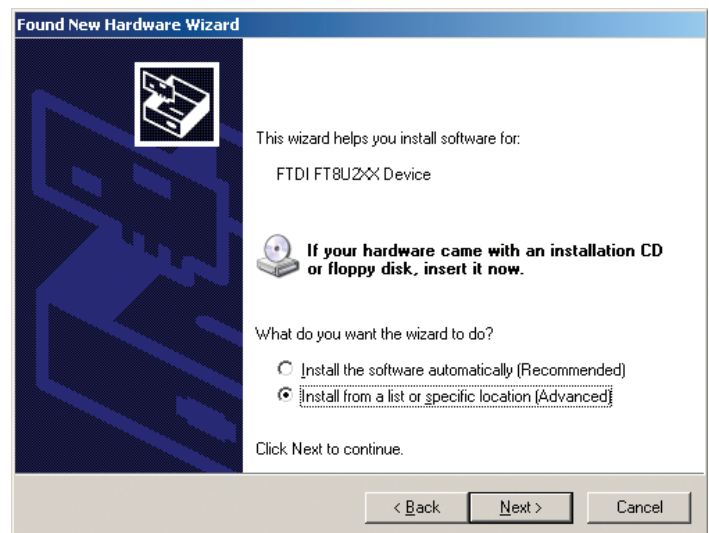 Found New Hardware Wizard
This wizard helps you install software for:
FTDI FT8U2XX Device
If your hardware came with an installation CD
or floppy disk, insert it now.
What do you want the wizard to do?
Install the software automatically (Recommended)
Install from a list or specific location (Advanced)
Click Next to continue.
< Back Next > Cancel